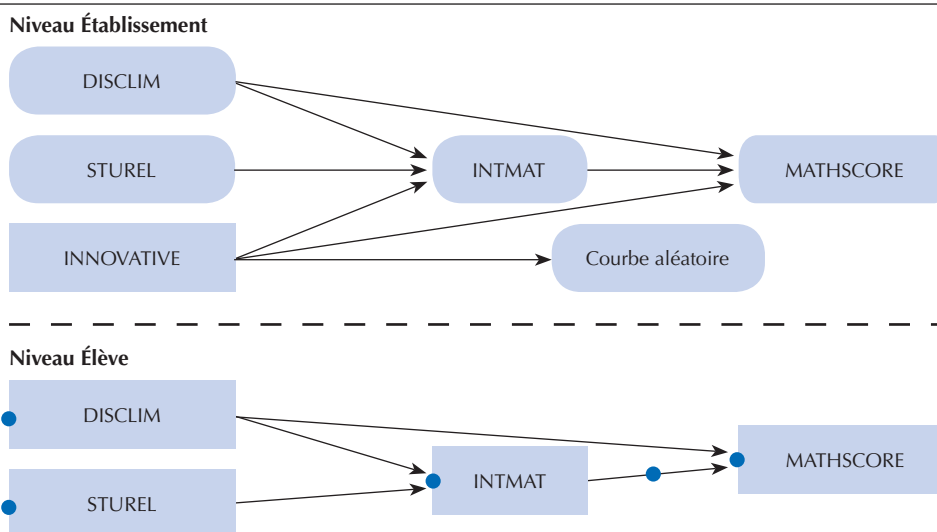 Niveau Établissement
DISCLIM
STUREL
INTMAT
MATHSCORE
INNOVATIVE
Courbe aléatoire
Niveau Élève
DISCLIM
INTMAT
MATHSCORE
STUREL